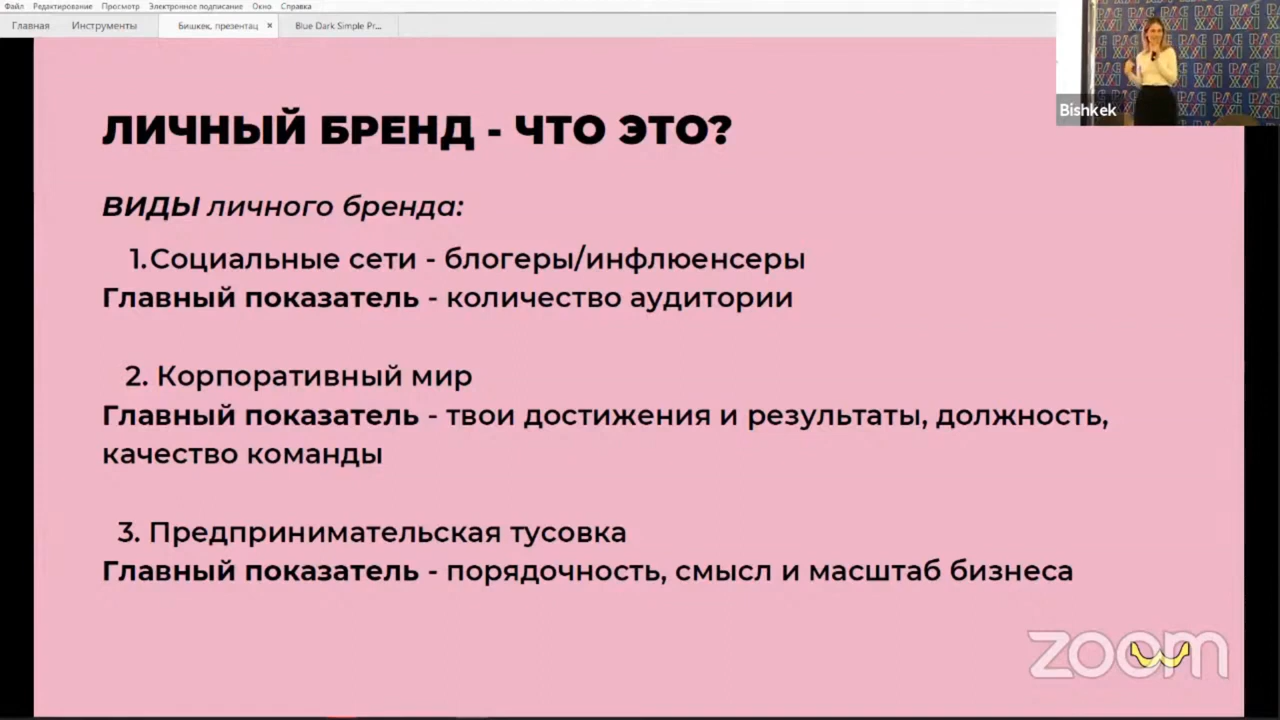 Файл Редактирование Просмотр Электронное подписание Окно Справка
Главная Инструменты Бишкек, презентац × Blue Dark Simple Pr...
Bishkek
ЛИЧНЫЙ БРЕНД - ЧТО ЭТО?
ВИДЫ личного бренда:
1.Социальные сети - блогеры/инфлюенсеры
Главный показатель - количество аудитории
2. Корпоративный мир
Главный показатель - твои достижения и результаты, должность,
качество команды
3. Предпринимательская тусовка
Главный показатель - порядочность, смысл и масштаб бизнеса
zoom